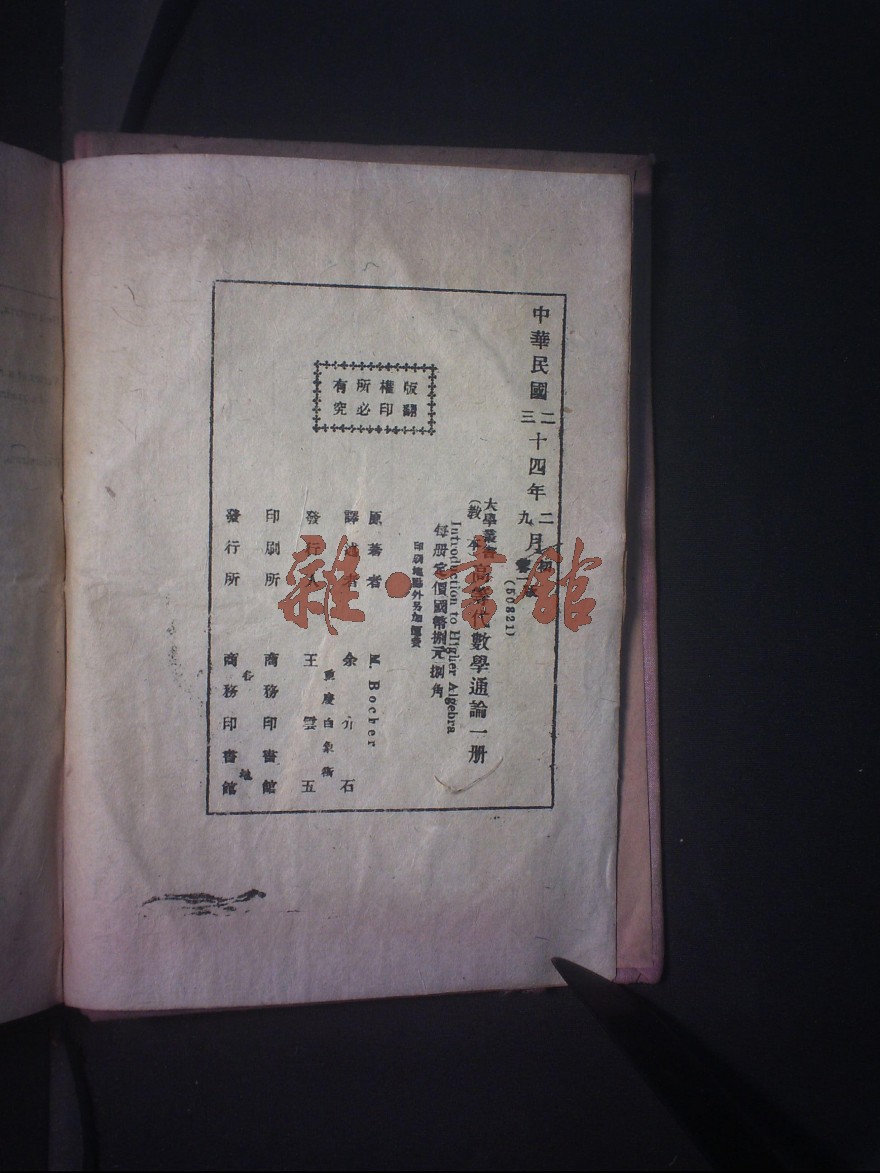 中華民國二十四年二月初版
三十四年九月
(50821)
大學叢書
(教本)
高等代數學通論一册
Introduction to Higher Algebra
每册定價國幣捌元捌角
印刷地點外另加運費
原著者 M. Bocher
譯述者 余介石
重慶白象街
發行人 王雲五
印刷所 商務印書館
各地
發行所 商務印書館
版權所有
翻印必究
雜·書館